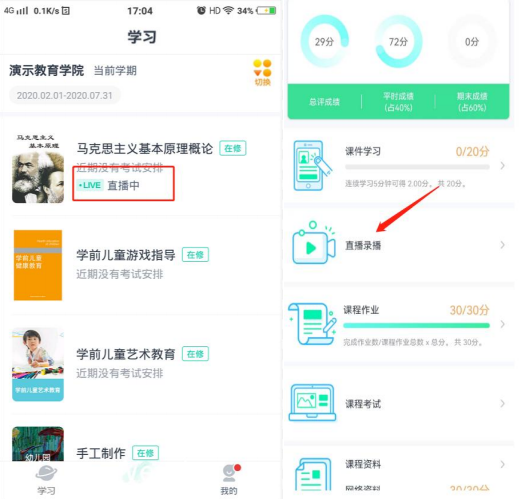 4G 0.1K/s
17:04
HD 34%
学习
演示教育学院 当前学期
切换
2020.02.01-2020.07.31
马克思主义
基本原理
马克思主义基本原理概论 在修
近期没有考试安排
•LIVE 直播中
学前儿童
健康教育
学前儿童游戏指导 在修
近期没有考试安排
学前儿童艺术教育
学前儿童艺术教育 在修
近期没有考试安排
幼儿园
手工制作 在修
学习
我的
29分
72分
0分
总评成绩
平时成绩
(占40%)
期末成绩
(占60%)
课件学习 0/20分
连续学习5分钟可得 2.00分。共 20分。
直播录播
课程作业 30/30分
完成作业数/课程作业总数 x 总分。共 30分。
课程考试
课程资料
网络资料 20/20分